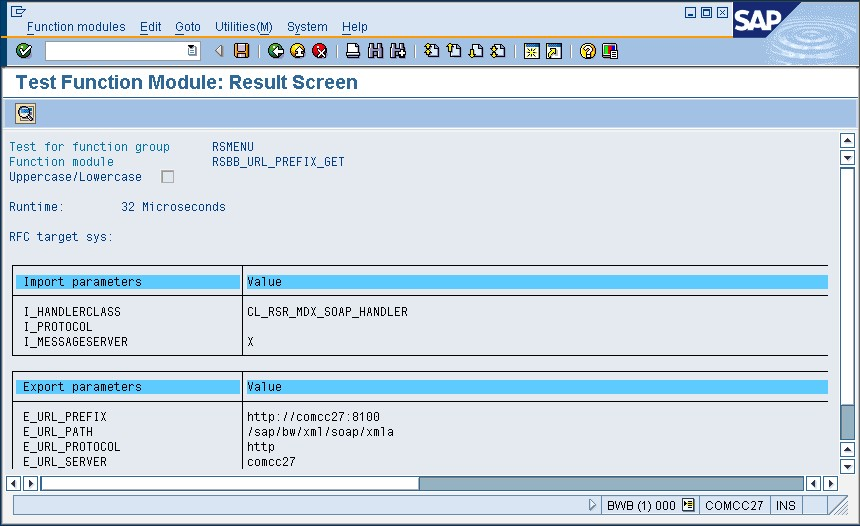 Function modules Edit Goto Utilities(M) System Help
SAP
Test Function Module: Result Screen
Test for function group RSMENU
Function module RSBB_URL_PREFIX_GET
Uppercase/Lowercase
Runtime: 32 Microseconds
RFC target sys:
Import parameters Value
I_HANDLERCLASS CL_RSR_MDX_SOAP_HANDLER
I_PROTOCOL
I_MESSAGESERVER X
Export parameters Value
E_URL_PREFIX http://comcc27:8100
E_URL_PATH /sap/bw/xml/soap/xmla
E_URL_PROTOCOL http
E_URL_SERVER comcc27
BWB (1) 000 COMCC27 INS